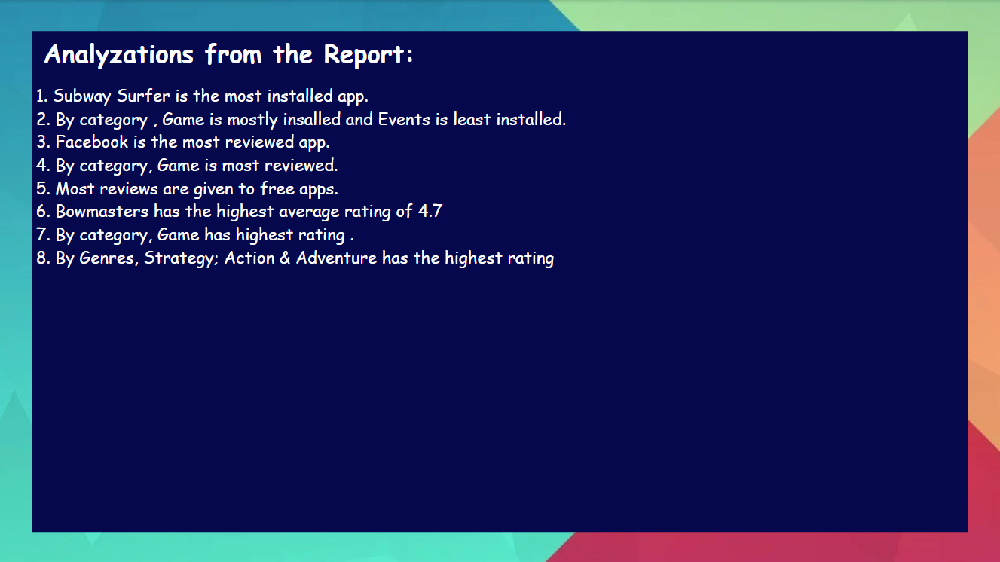 Analyzations from the Report:
1. Subway Surfer is the most installed app.
2. By category , Game is mostly insalled and Events is least installed.
3. Facebook is the most reviewed app.
4. By category, Game is most reviewed.
5. Most reviews are given to free apps.
6. Bowmasters has the highest average rating of 4.7
7. By category, Game has highest rating .
8. By Genres, Strategy; Action & Adventure has the highest rating